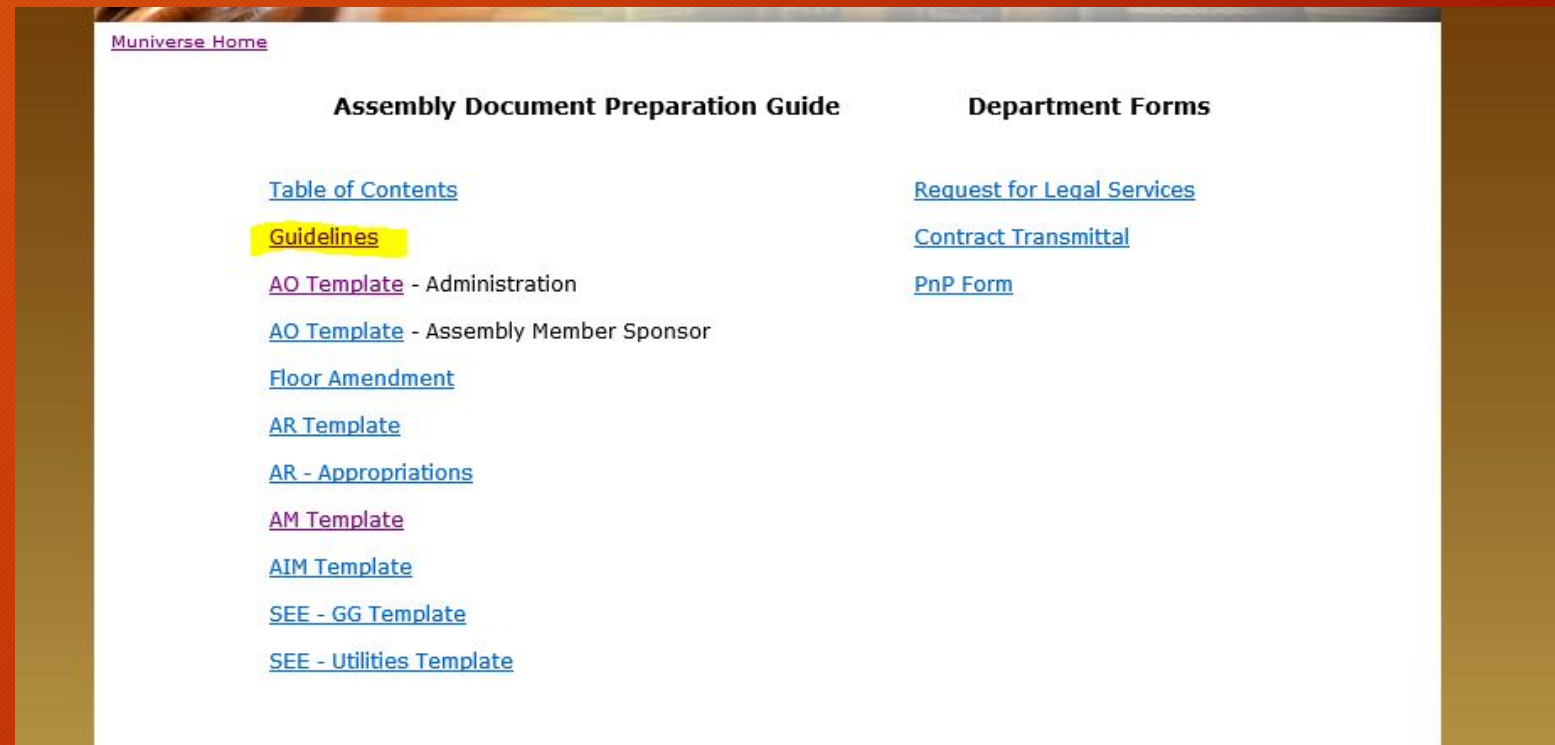 Muniverse Home
Assembly Document Preparation Guide
Table of Contents
Guidelines
AO Template - Administration
AO Template - Assembly Member Sponsor
Floor Amendment
AR Template
AR - Appropriations
AM Template
AIM Template
SEE - GG Template
SEE - Utilities Template
Department Forms
Request for Legal Services
Contract Transmittal
PnP Form